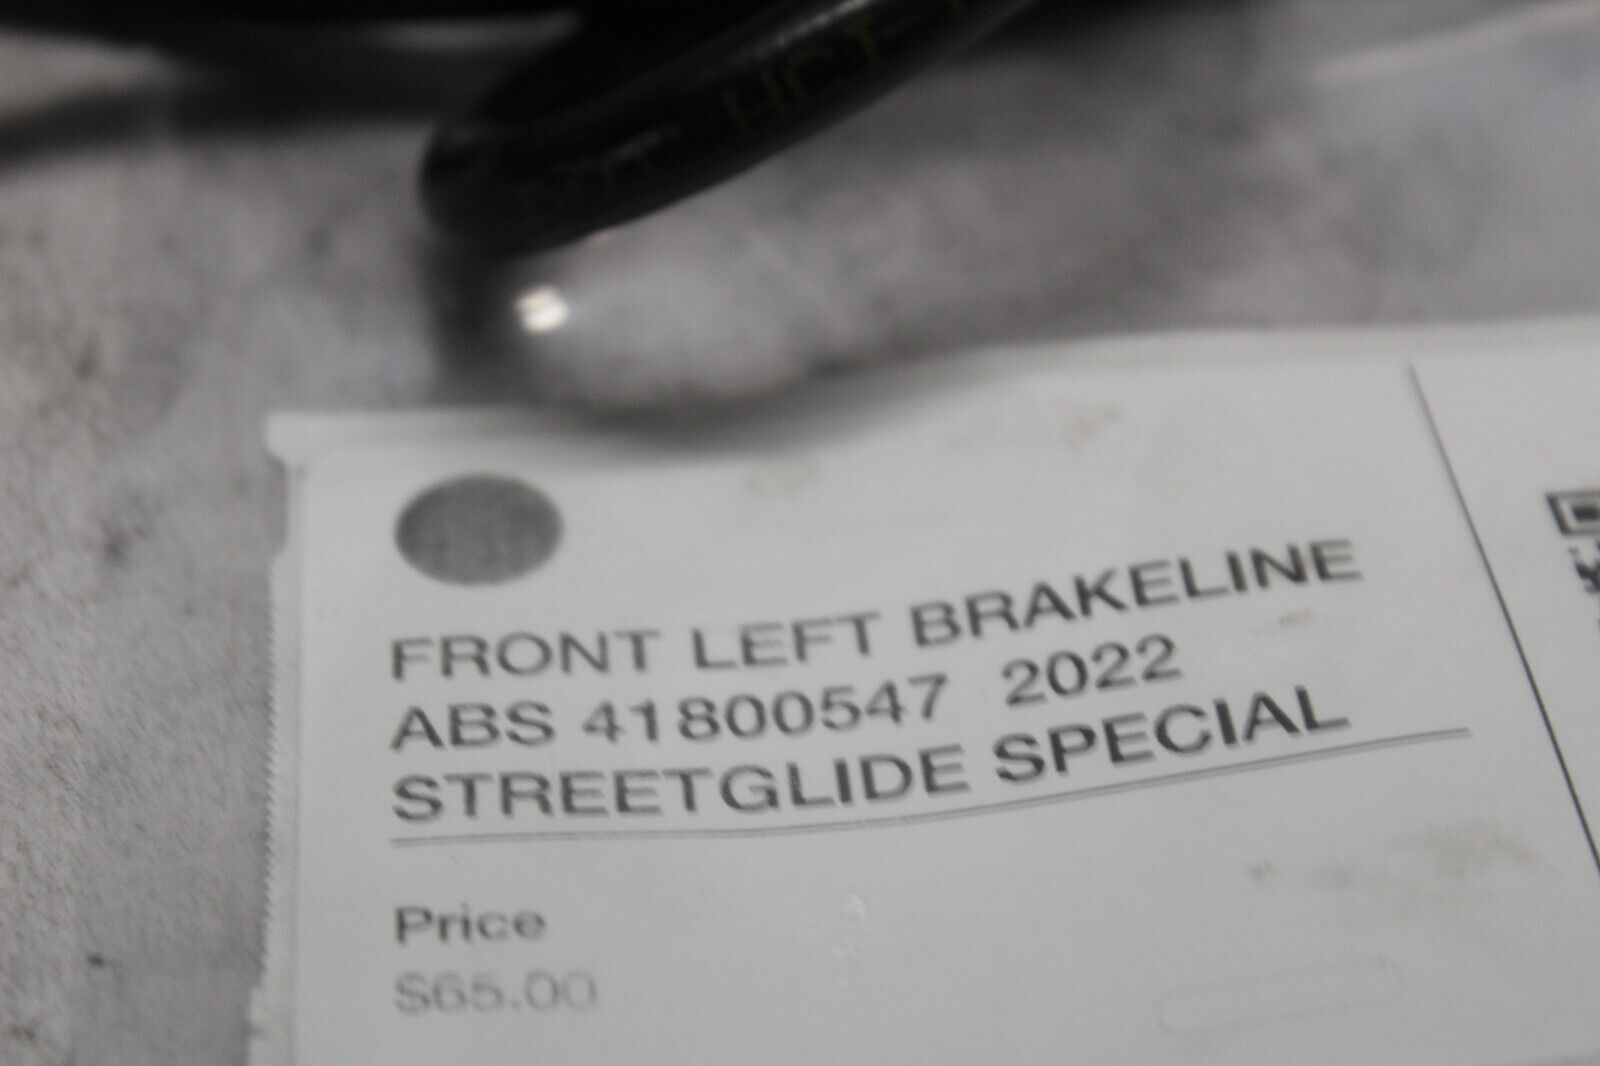 FRONT LEFT BRAKELINE
ABS 41800547 2022
STREETGLIDE SPECIAL
Price
$65.00